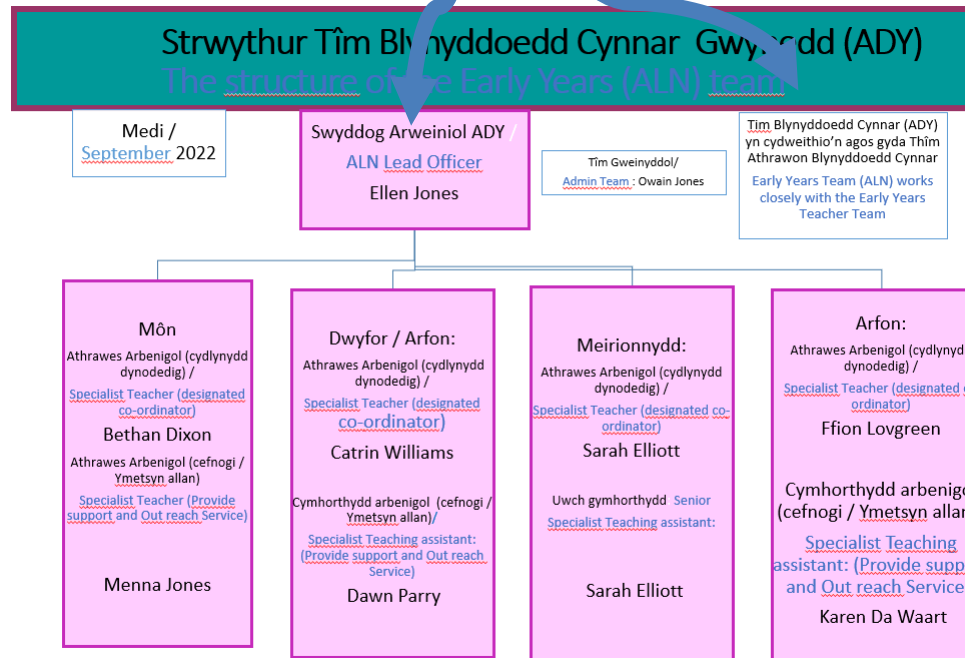 Strwythur Tîm Blynyddoedd Cynnar Gwynedd (ADY)
The structure of the Early Years (ALN) team
Medi /
September 2022
Swyddog Arweiniol ADY /
ALN Lead Officer
Ellen Jones
Tîm Gweinyddol/
Admin Team : Owain Jones
Tim Blynyddoedd Cynnar (ADY)
yn cydweithio'n agos gyda Thîm
Athrawon Blynyddoedd Cynnar
Early Years Team (ALN) works
closely with the Early Years
Teacher Team
Môn
Athrawes Arbenigol (cydlynydd
dynodedig) /
Specialist Teacher (designated
co-ordinator)
Bethan Dixon
Athrawes Arbenigol (cefnogi /
Ymetsyn allan)
Specialist Teacher (Provide
support and Out reach Service)
Menna Jones
Dwyfor / Arfon:
Athrawes Arbenigol (cydlynydd
dynodedig) /
Specialist Teacher (designated
co-ordinator)
Catrin Williams
Cymhorthydd arbenigol (cefnogi /
Ymetsyn allan)/
Specialist Teaching assistant:
(Provide support and Out reach
Service)
Dawn Parry
Meirionnydd:
Athrawes Arbenigol (cydlynydd
dynodedig) /
Specialist Teacher (designated co-
ordinator)
Sarah Elliott
Uwch gymhorthydd Senior
Specialist Teaching assistant:
Sarah Elliott
Arfon:
Athrawes Arbenigol (cydlynydd
dynodedig) /
Specialist Teacher (designated
ordinator)
Ffion Lovgreen
Cymhorthydd arbenigo
(cefnogi / Ymetsyn allan
Specialist Teaching
assistant: (Provide supp
and Out reach Service
Karen Da Waart